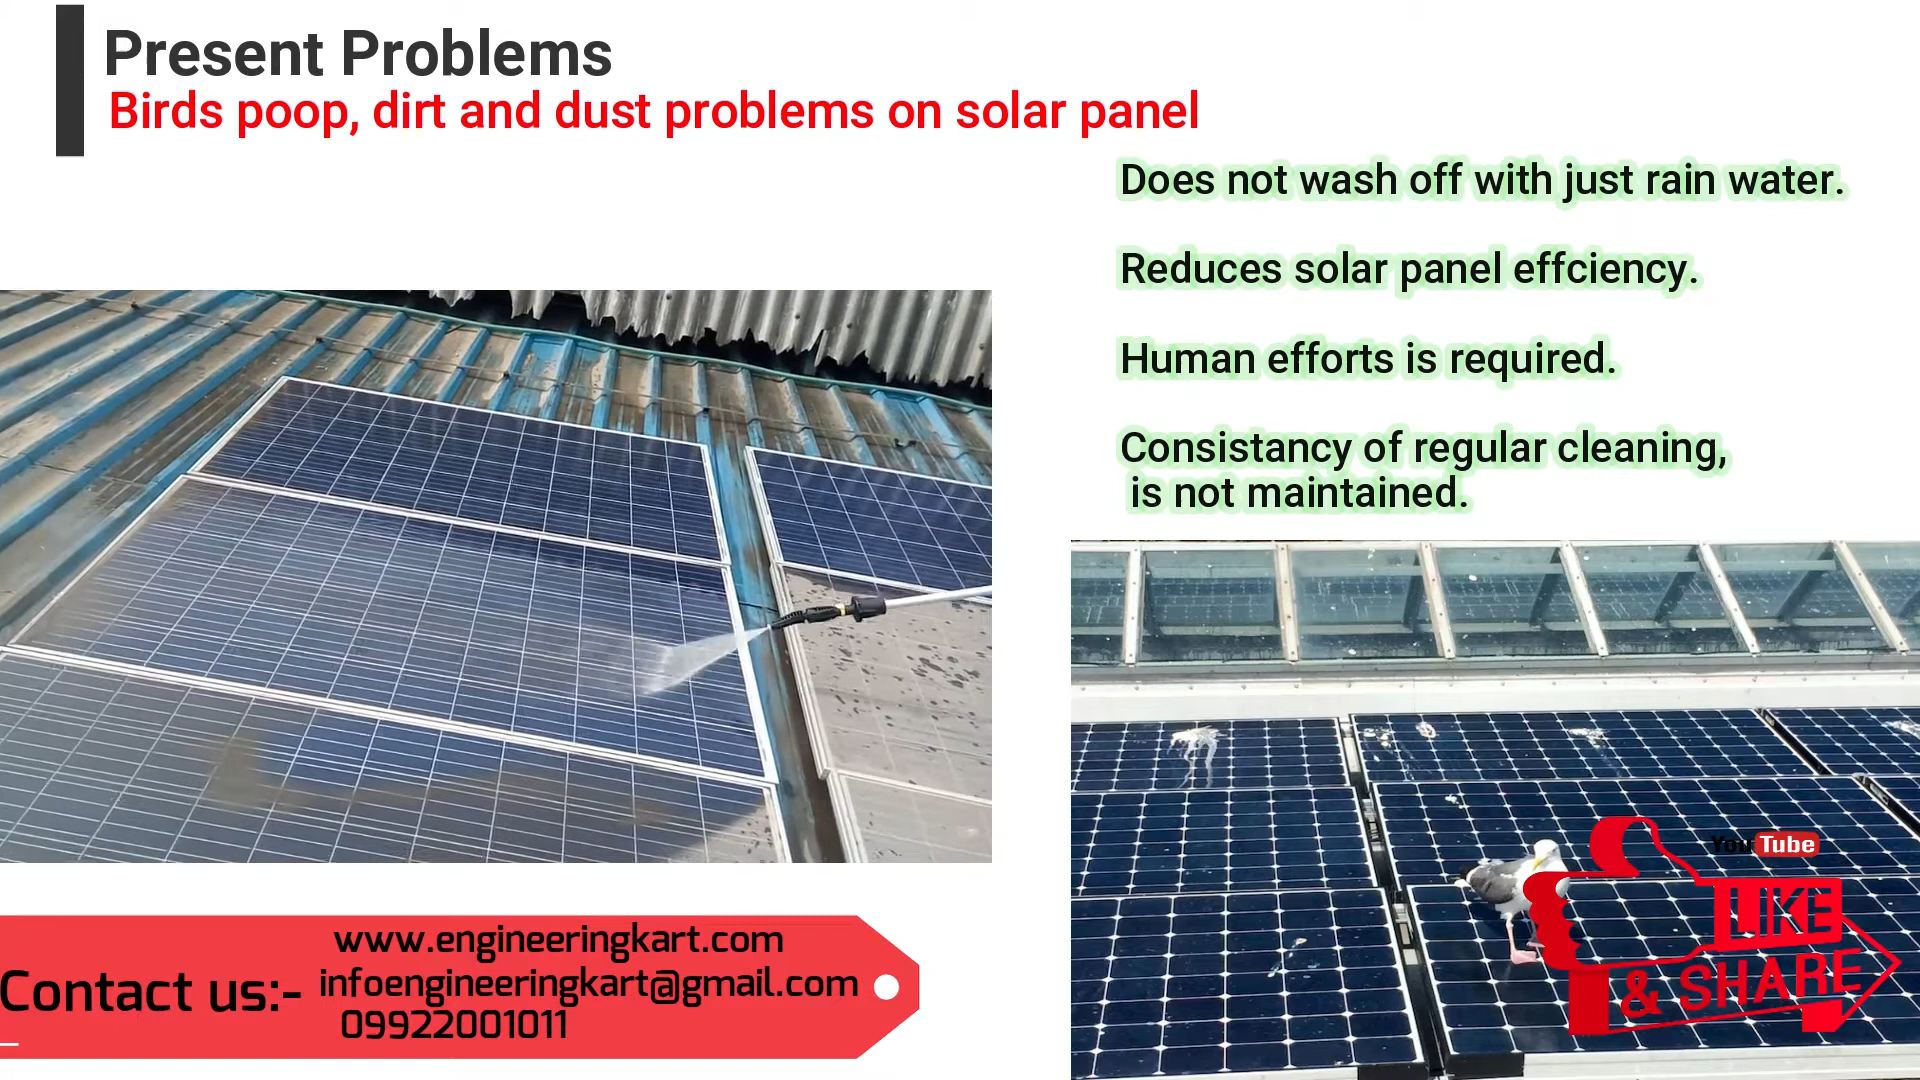 Present Problems
Birds poop, dirt and dust problems on solar panel
Does not wash off with just rain water.
Reduces solar panel effciency.
Human efforts is required.
Consistancy of regular cleaning,
is not maintained.
YouTube
LIKE
& SHARE
www.engineeringkart.com
Contact us:- infoengineeringkart@gmail.com
09922001011